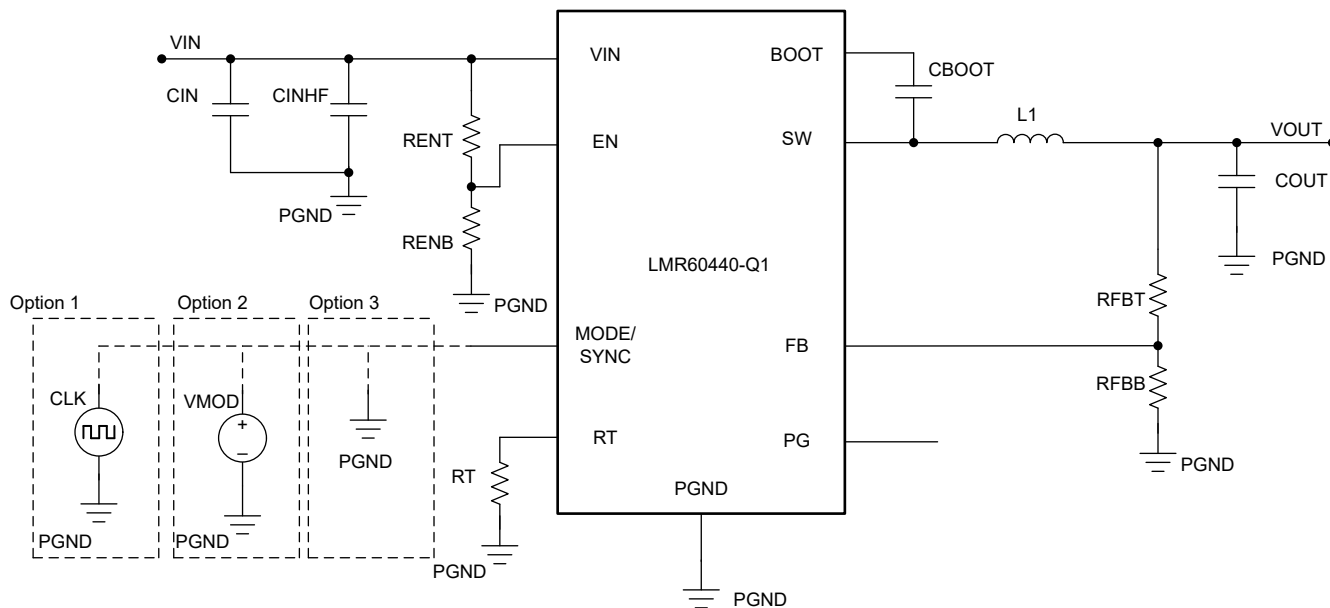 VIN
CIN
CINHF
PGND
RENT
RENB
PGND
VIN
EN
MODE/
SYNC
RT
BOOT
SW
FB
PG
LMR60440-Q1
PGND
PGND
CBOOT
L1
VOUT
COUT
PGND
RFBT
RFBB
PGND
Option 1
CLK
PGND
Option 2
VMOD
+
−
PGND
Option 3
PGND
RT
PGND